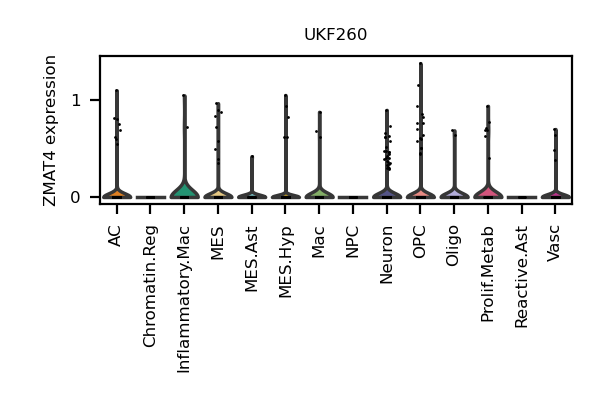 UKF260
ZMAT4 expression
1
0
AC
Chromatin.Reg
Inflammatory.Mac
MES
MES.Ast
MES.Hyp
Mac
NPC
Neuron
OPC
Oligo
Prolif.Metab
Reactive.Ast
Vasc